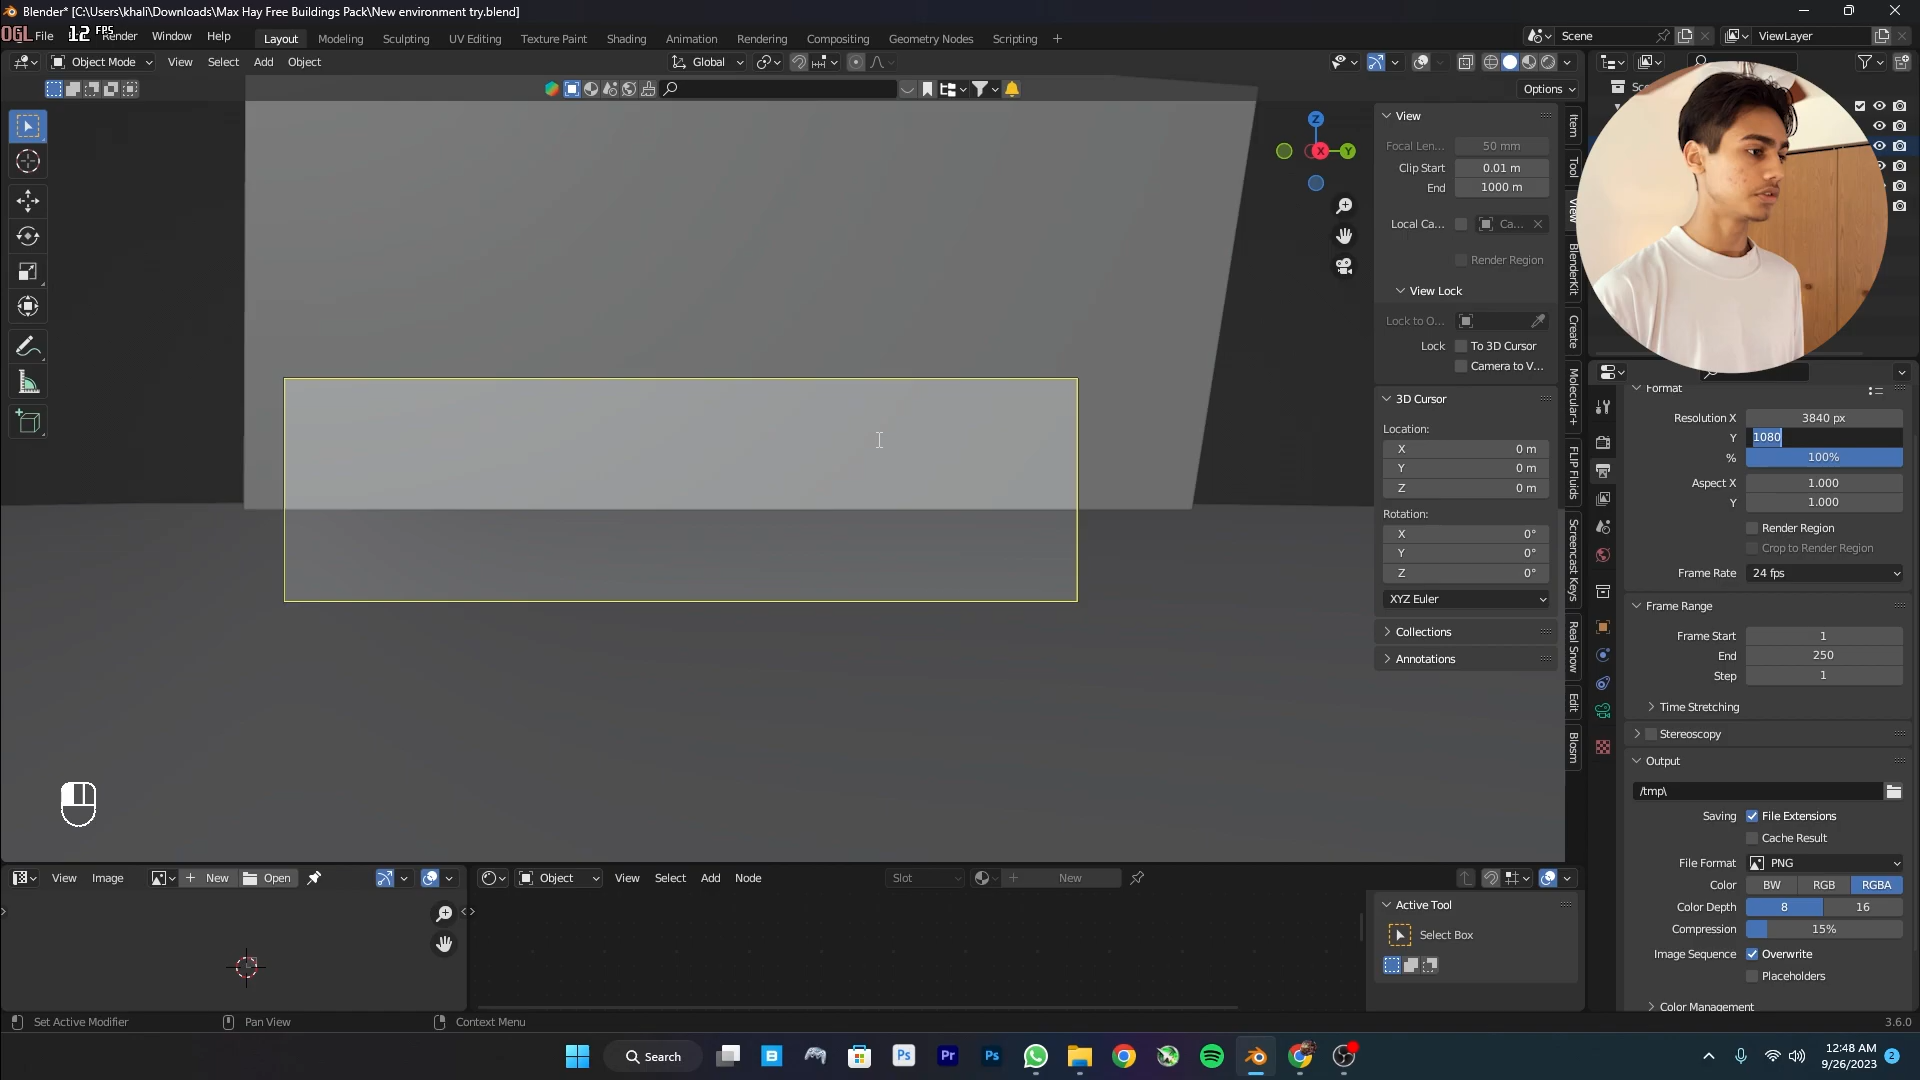 Blender* [C:\Users\khali\Downloads\Max Hay Free Buildings Pack\New environment try.blend]
OGL 12 FPS
File Render Window Help Layout Modeling Sculpting UV Editing Texture Paint Shading Animation Rendering Compositing Geometry Nodes Scripting + Scene ViewLayer
Object Mode View Select Add Object Global
Options
View
Focal Len... 50 mm
Clip Start 0.01 m
End 1000 m
Local Ca... Ca...
Render Region
View Lock
Lock to O...
Lock To 3D Cursor
Camera to V...
3D Cursor
Location:
X 0 m
Y 0 m
Z 0 m
Rotation:
X 0°
Y 0°
Z 0°
XYZ Euler
Collections
Annotations
Z
X
Y
Item
Tool
View
BlenderKit
Create
Molecular+
FLIP Fluids
Screencast Keys
Real Snow
Edit
Blosm
Format
Resolution X 3840 px
Y 1080
% 100%
Aspect X 1.000
Y 1.000
Render Region
Crop to Render Region
Frame Rate 24 fps
Frame Range
Frame Start 1
End 250
Step 1
Time Stretching
Stereoscopy
Output
/tmp\
Saving File Extensions
Cache Result
File Format PNG
Color BW RGB RGBA
Color Depth 8 16
Compression 15%
Image Sequence Overwrite
Placeholders
Color Management
View Image New Open
Object View Select Add Node Slot New
Active Tool
Select Box
Set Active Modifier Pan View Context Menu 3.6.0
Search
Ps Pr Ps
12:48 AM
9/26/2023
2